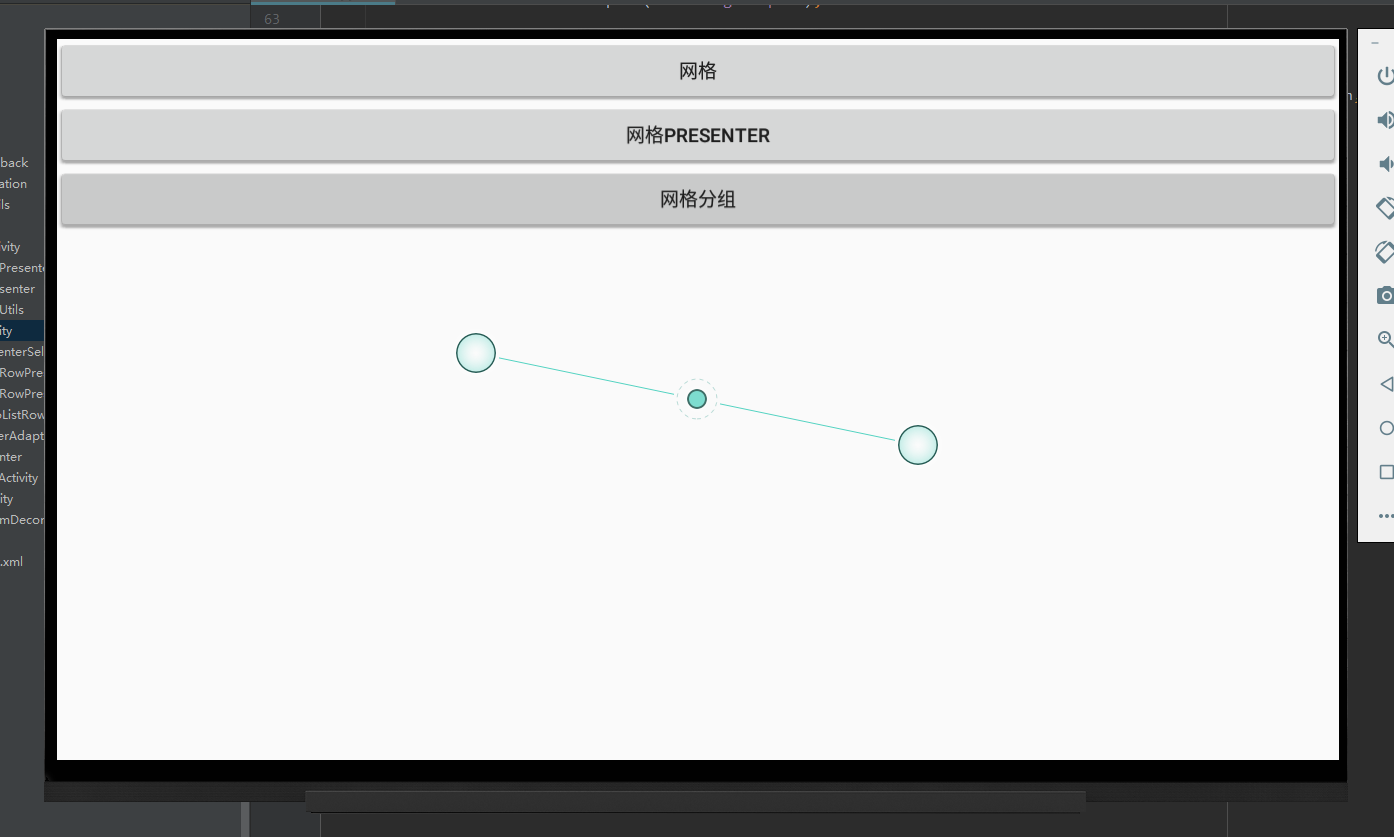 63
网格
网格PRESENTER
网格分组
back
ation
ls
vity
Presente
senter
Utils
ity
enterSel
RowPre
RowPre
ListRow
erAdapt
nter
Activity
ity
mDecor
.xml